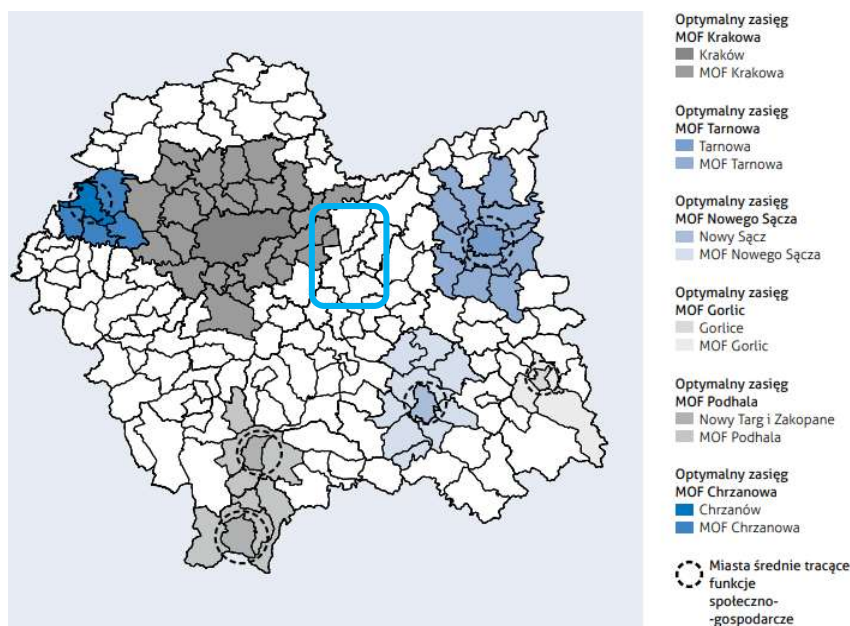 Optymalny zasięg
MOF Krakowa
Kraków
MOF Krakowa
Optymalny zasięg
MOF Tarnowa
Tarnowa
MOF Tarnowa
Optymalny zasięg
MOF Nowego Sącza
Nowy Sącz
MOF Nowego Sącza
Optymalny zasięg
MOF Gorlic
Gorlice
MOF Gorlic
Optymalny zasięg
MOF Podhala
Nowy Targ i Zakopane
MOF Podhala
Optymalny zasięg
MOF Chrzanowa
Chrzanów
MOF Chrzanowa
Miasta średnie tracące
funkcje
społeczno-
-gospodarcze